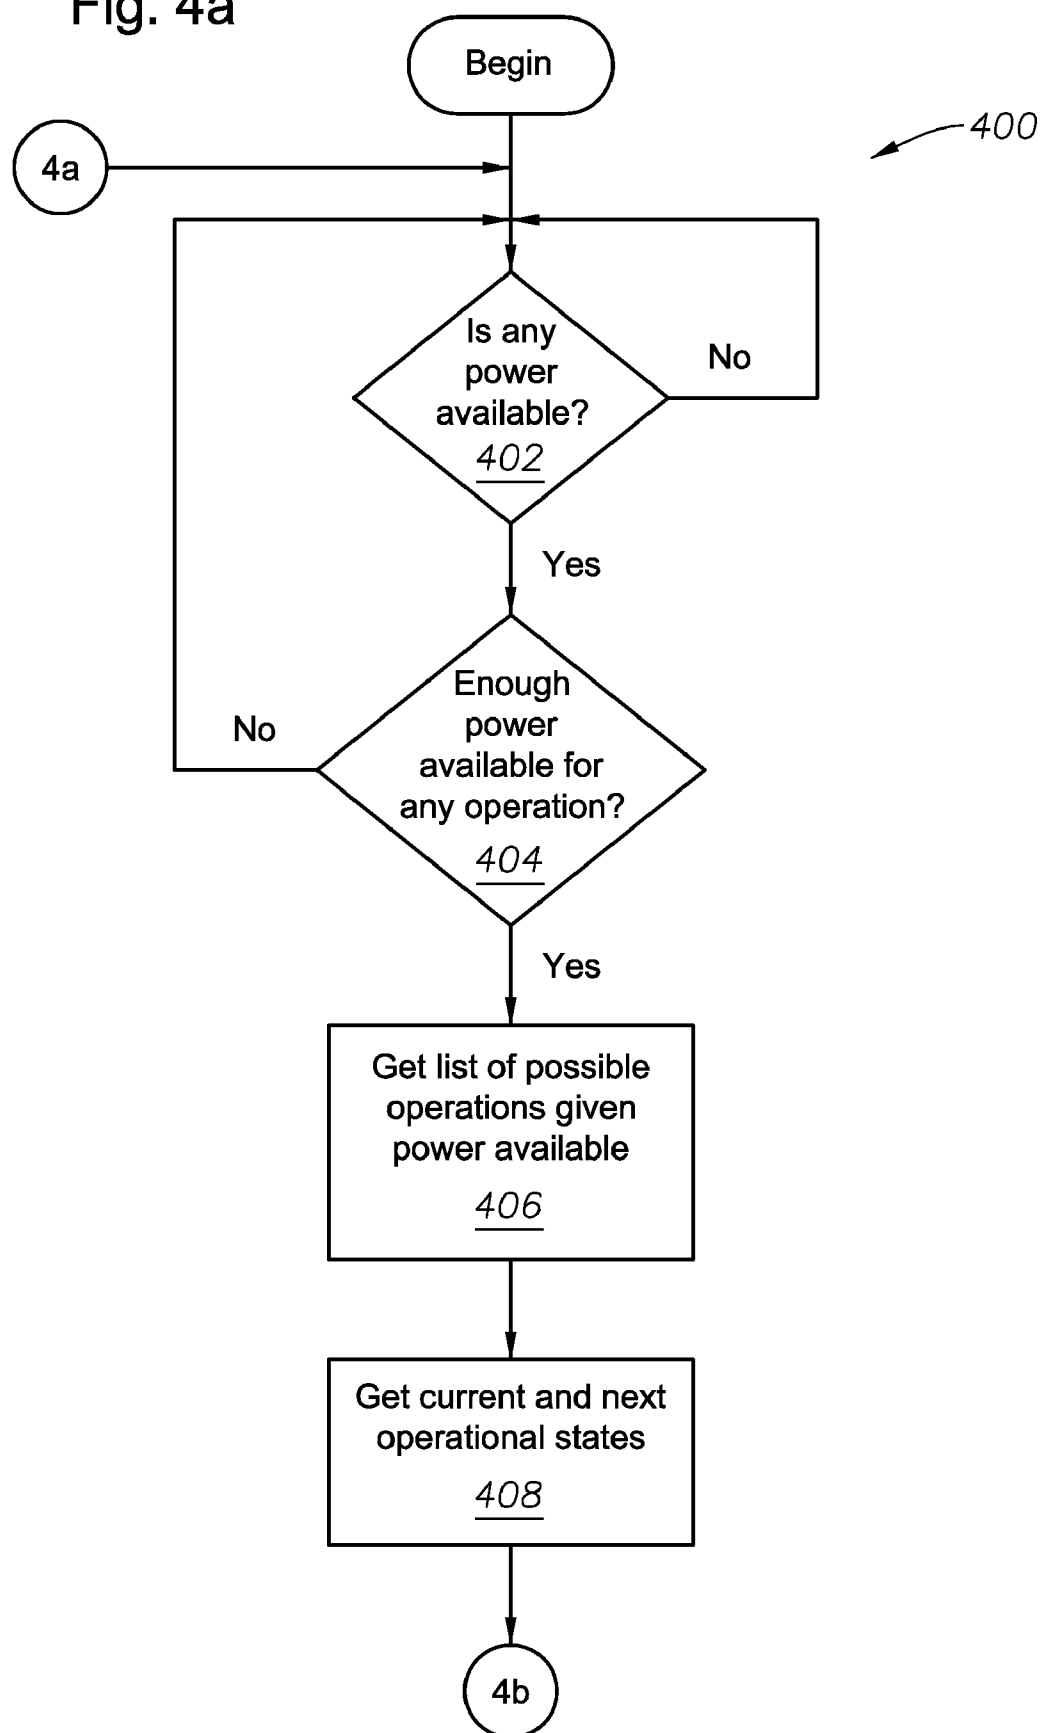 Fig. 4a
Begin
4a
400
Is any
power
available?
402
No
Yes
Enough
power
available for
any operation?
404
No
Yes
Get list of possible
operations given
power available
406
Get current and next
operational states
408
4b